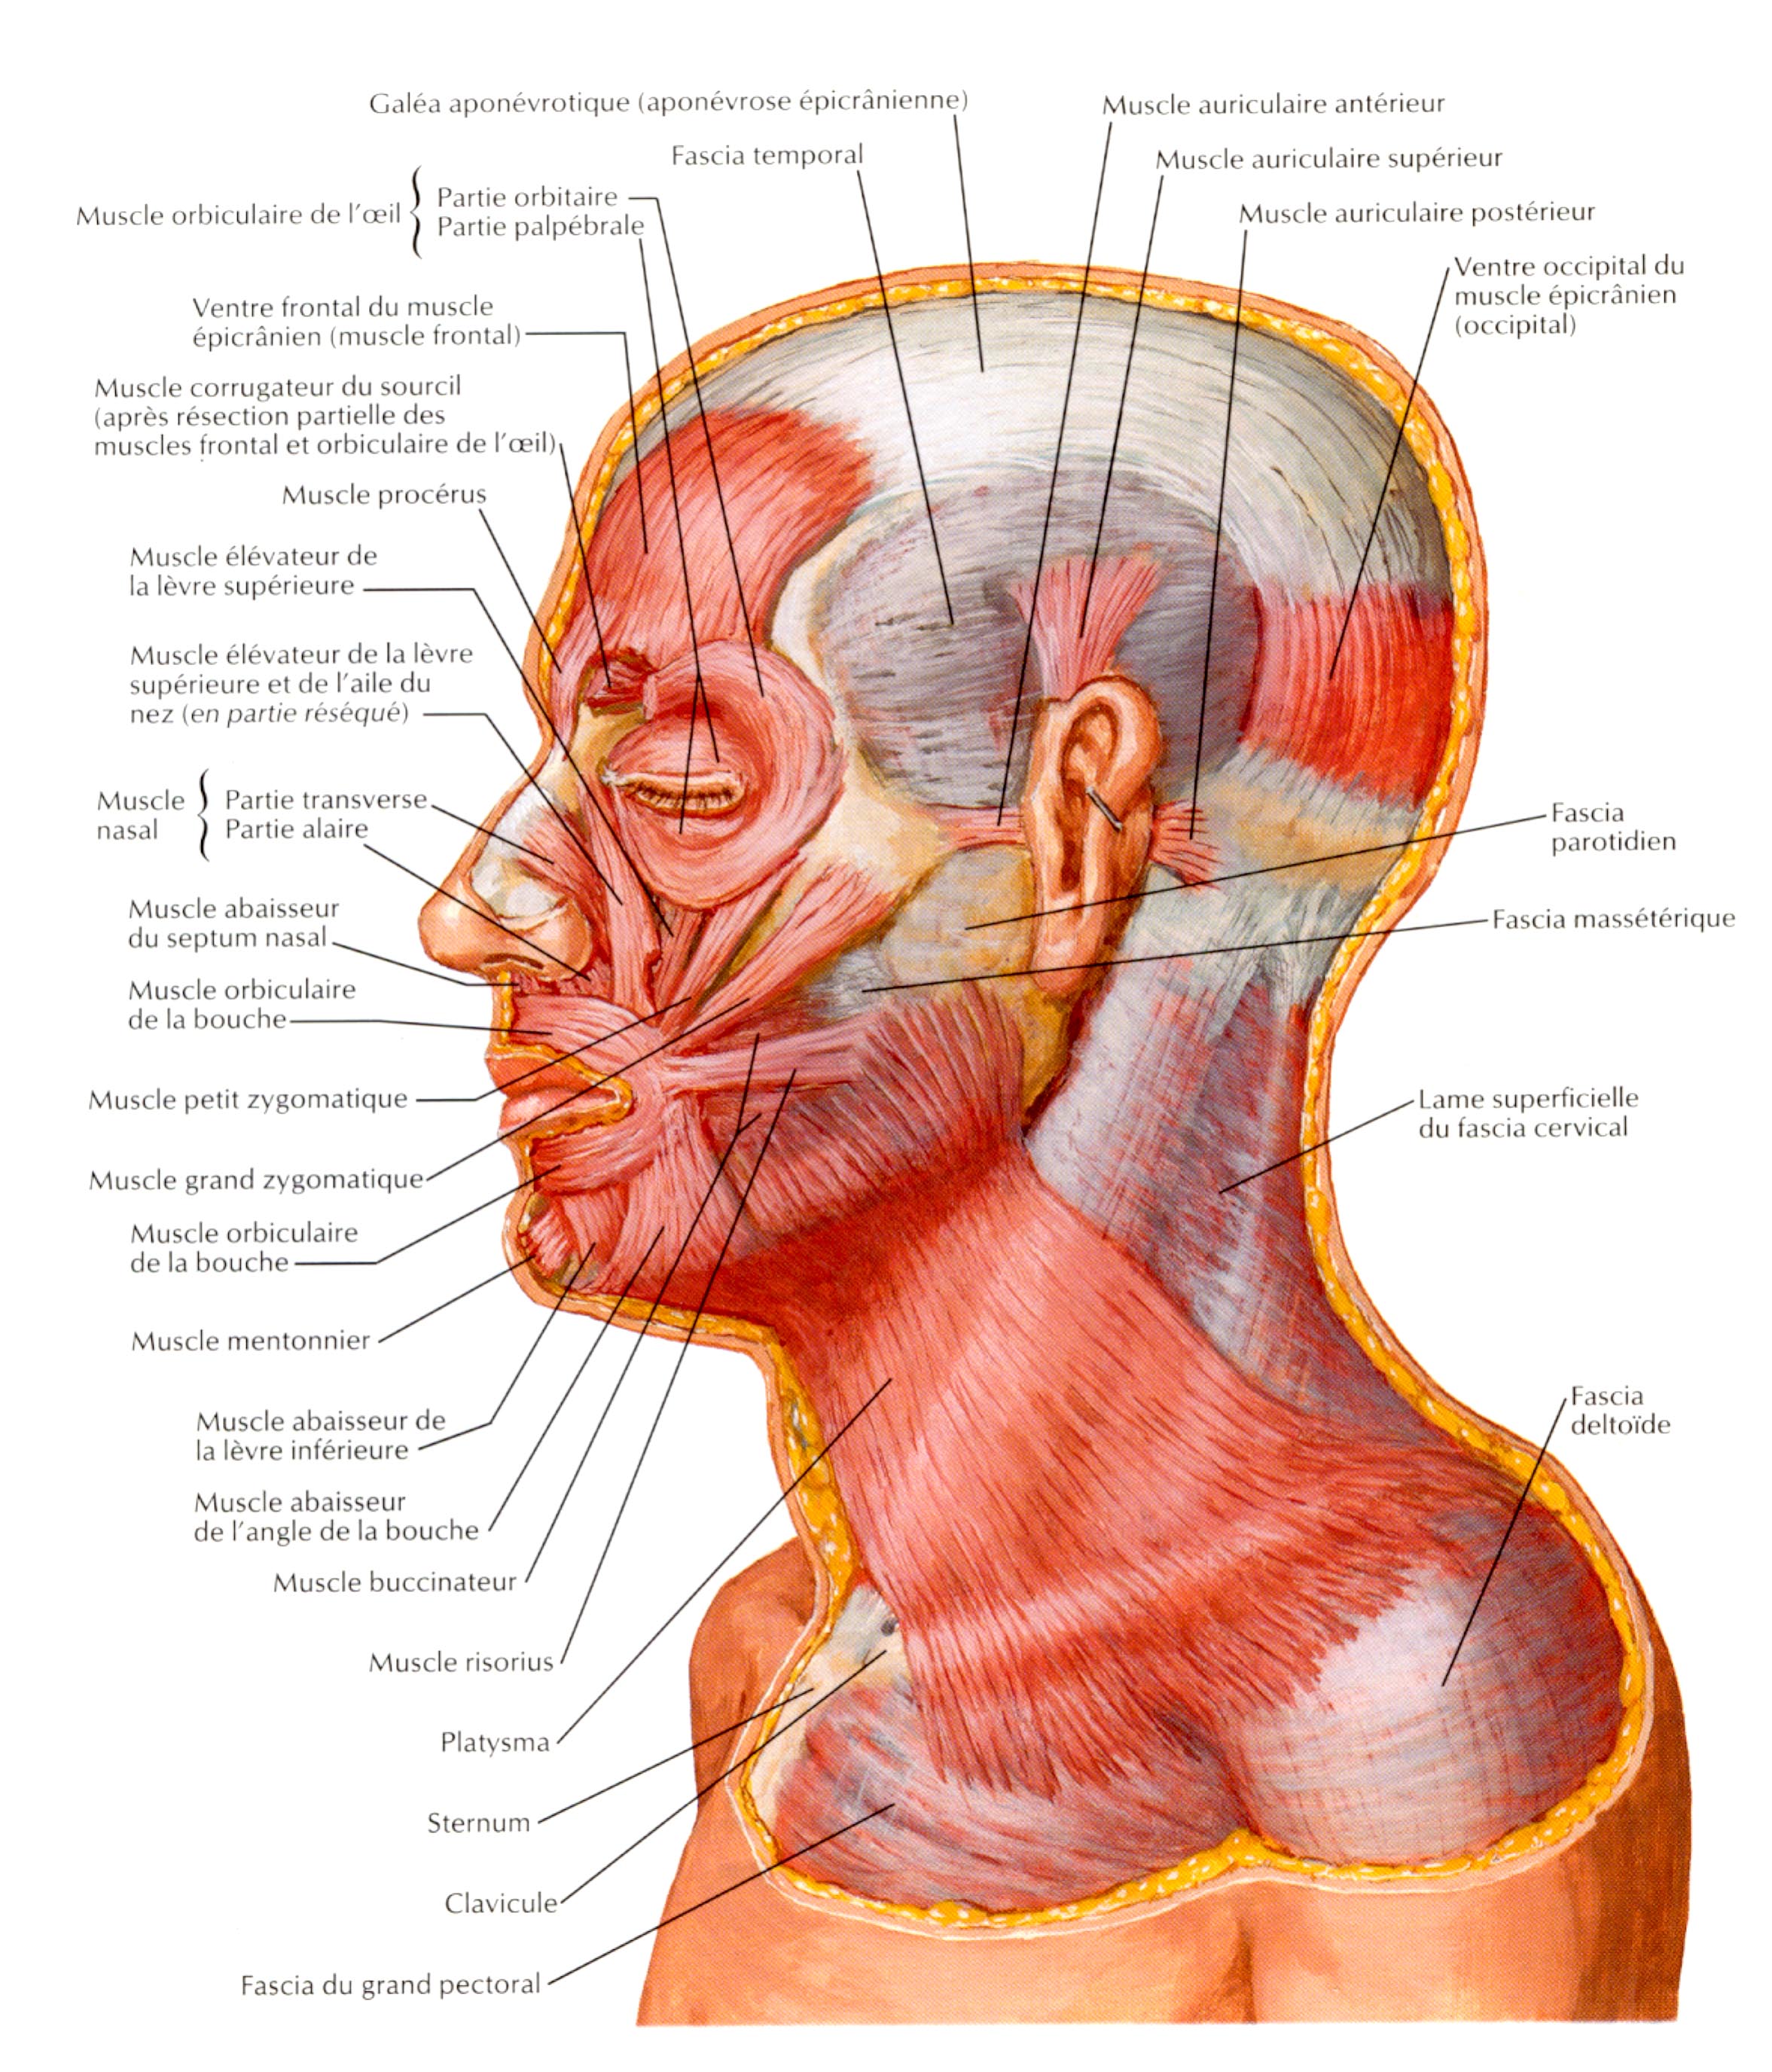 Galéa aponévrotique (aponévrose épicrânienne)
Muscle auriculaire antérieur
Fascia temporal
Muscle auriculaire supérieur
Muscle orbiculaire de l'œil
Partie orbitaire
Partie palpébrale
Muscle auriculaire postérieur
Ventre occipital du
muscle épicrânien
(occipital)
Ventre frontal du muscle
épicrânien (muscle frontal)
Muscle corrugateur du sourcil
(après résection partielle des
muscles frontal et orbiculaire de l'œil)
Muscle procérus
Muscle élévateur de
la lèvre supérieure
Muscle élévateur de la lèvre
supérieure et de l'aile du
nez (en partie réséqué)
Muscle
nasal
Partie transverse
Partie alaire
Fascia
parotidien
Muscle abaisseur
du septum nasal
Fascia massétérique
Muscle orbiculaire
de la bouche
Muscle petit zygomatique
Lame superficielle
du fascia cervical
Muscle grand zygomatique
Muscle orbiculaire
de la bouche
Muscle mentonnier
Fascia
deltoïde
Muscle abaisseur de
la lèvre inférieure
Muscle abaisseur
de l'angle de la bouche
Muscle buccinateur
Muscle risorius
Platysma
Sternum
Clavicule
Fascia du grand pectoral